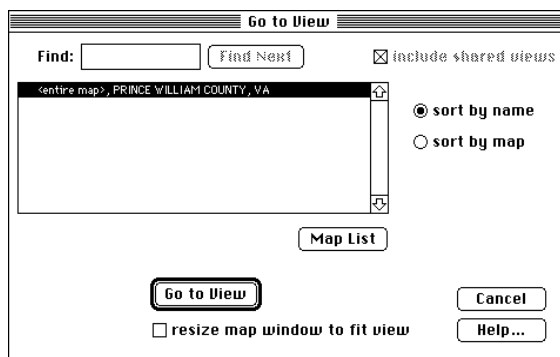 Go to View
Find: Find Next include shared views
<entire map>, PRINCE WILLIAM COUNTY, VA
sort by name
sort by map
Map List
Go to View Cancel
resize map window to fit view Help...